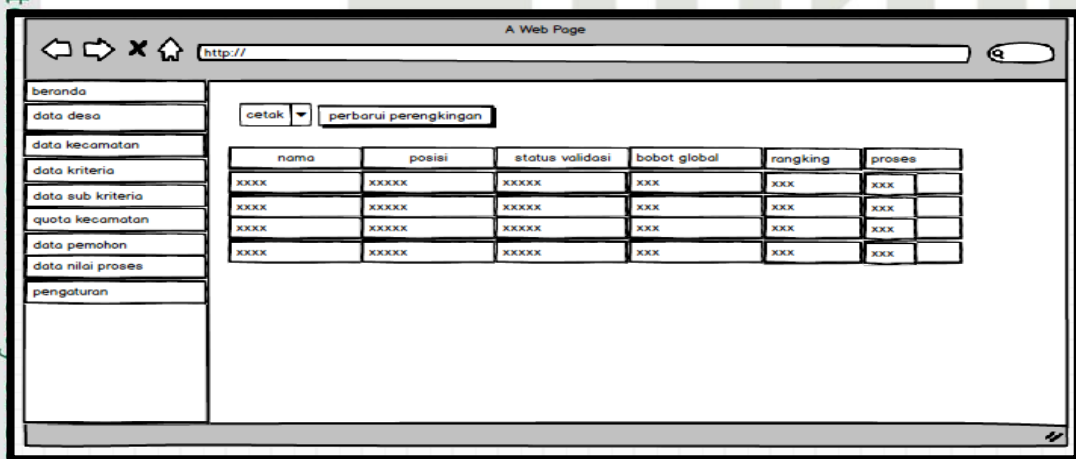 A Web Page
http://
beranda
data desa
data kecamatan
data kriteria
data sub kriteria
quota kecamatan
data pemohon
data nilai proses
pengaturan
cetak perbarui perengkingan
nama posisi status validasi bobot global rangking proses
xxxx xxxxx xxxxx xxx xxx xxx
xxxx xxxxx xxxxx xxx xxx xxx
xxxx xxxxx xxxxx xxx xxx xxx
xxxx xxxxx xxxxx xxx xxx xxx